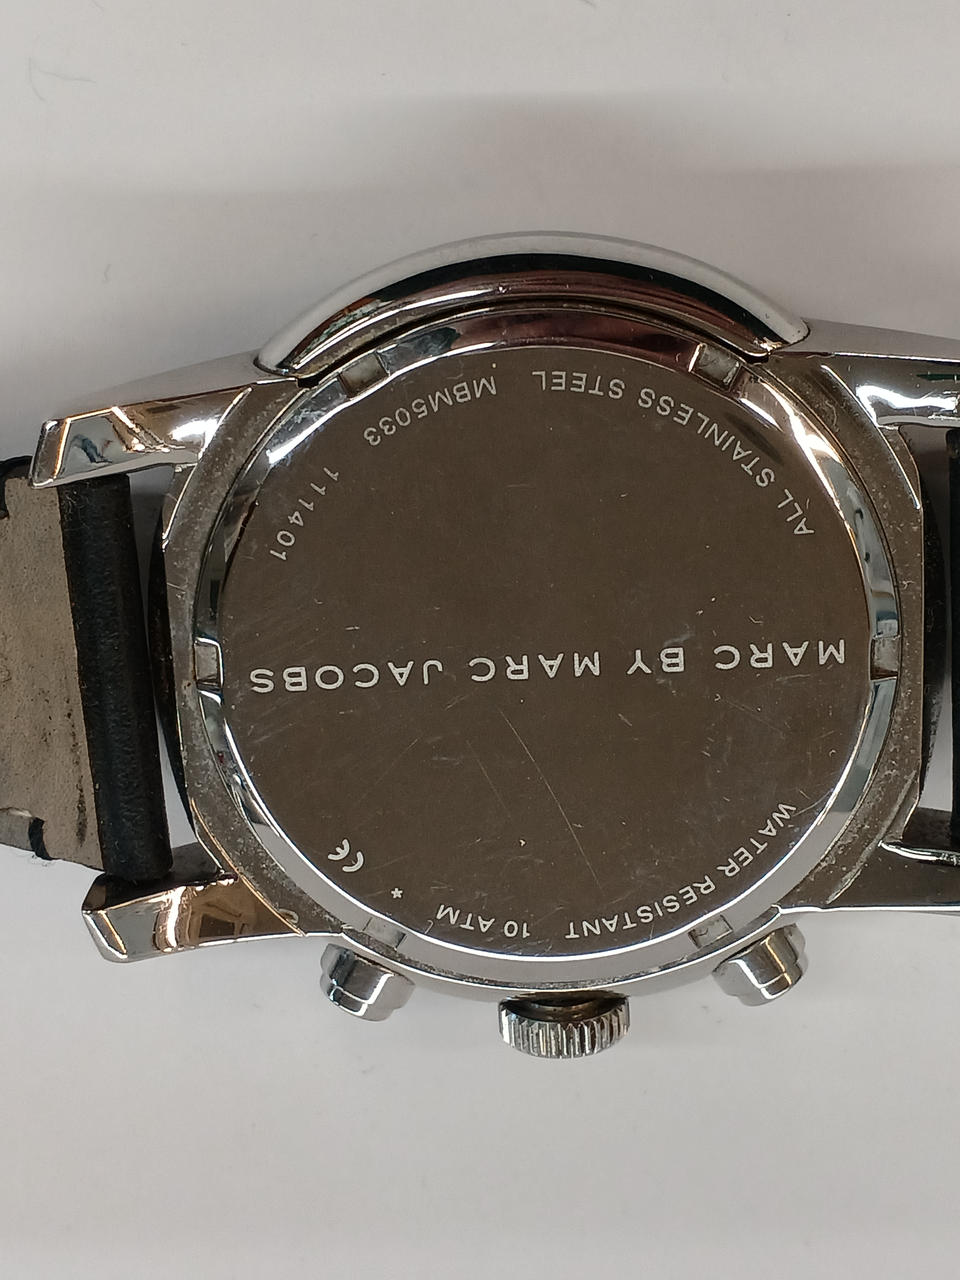 WATER RESISTANT 10 ATM * CE
MARC BY MARC JACOBS
ALL STAINLESS STEEL MBM5033 111401